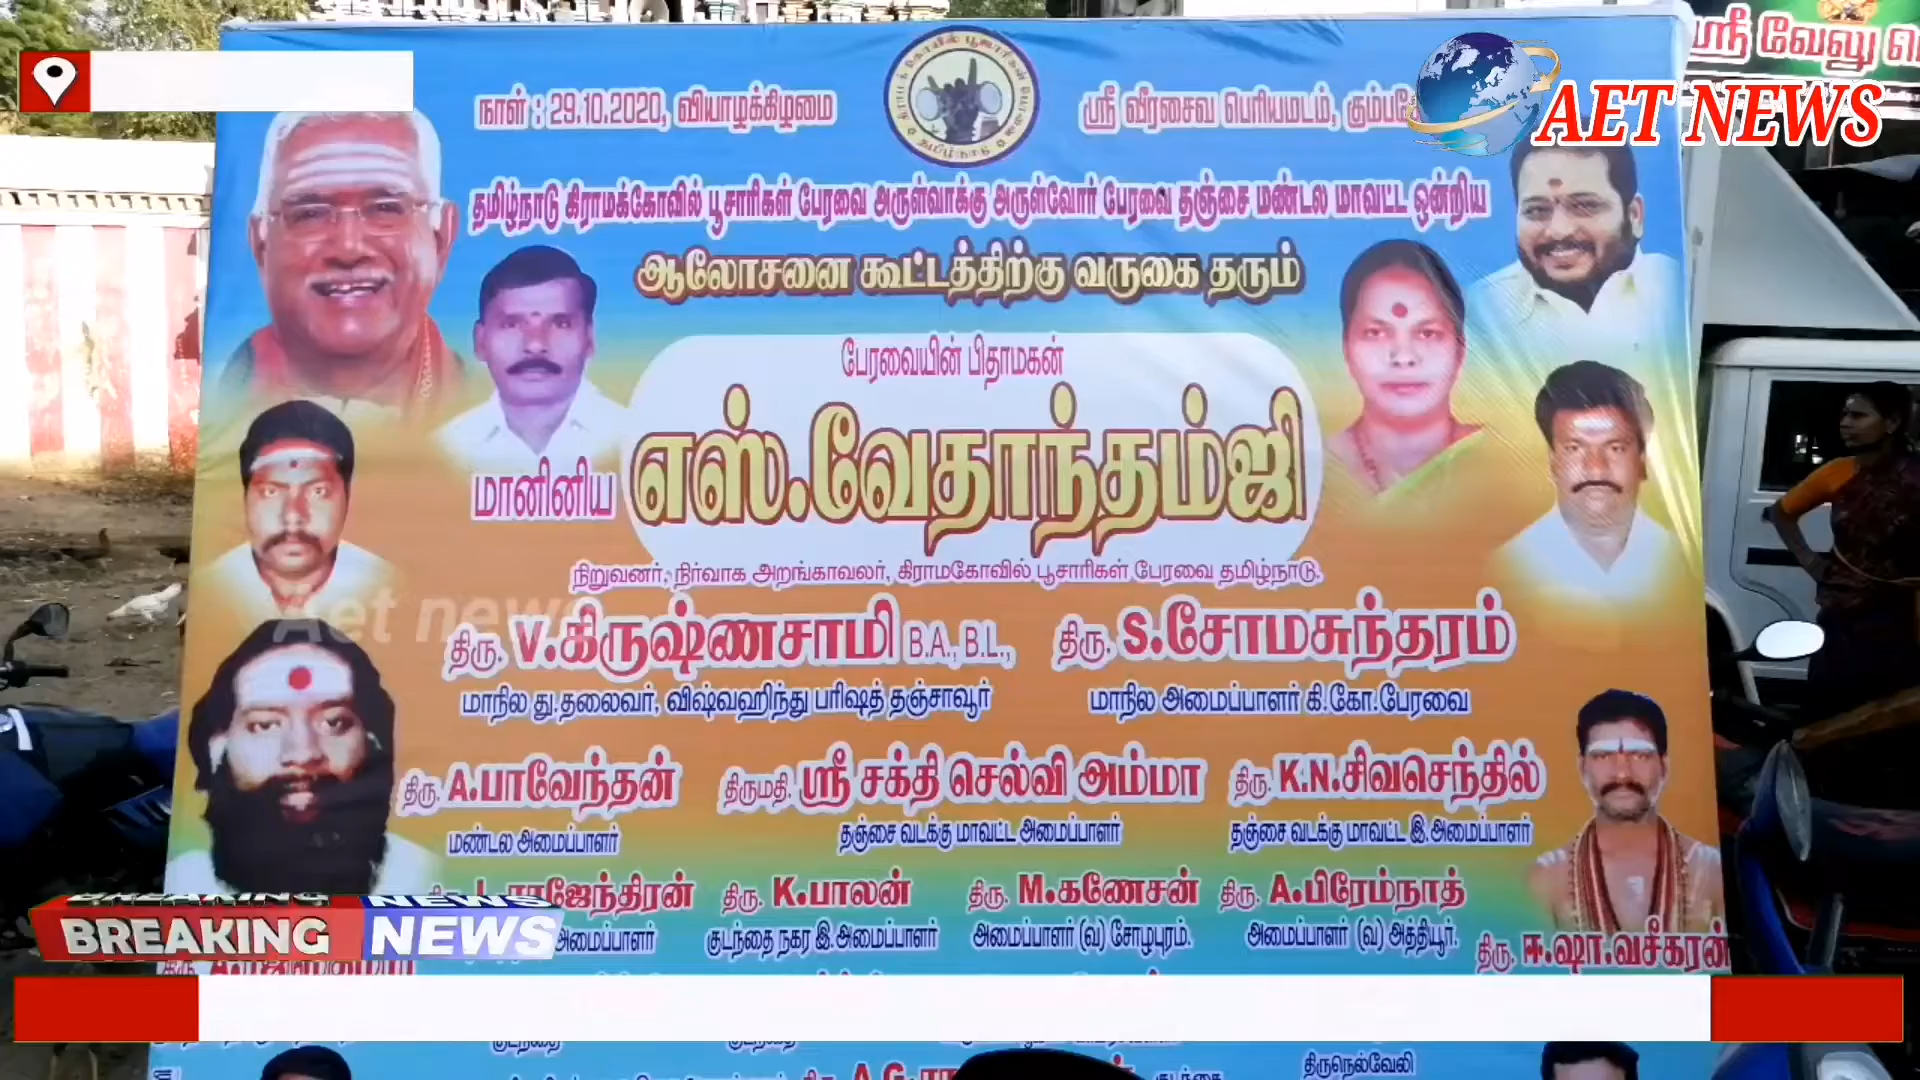 ஸ்ரீ வேலு
AET NEWS
நாள் : 29.10.2020, வியாழக்கிழமை
ஸ்ரீ வீரசைவ பெரியமடம்,
தமிழ்நாடு கிராமக்கோவில் பூசாரிகள் பேரவை அருள்வாக்கு அருள்வோர் பேரவை தஞ்சை மண்டல மாவட்ட ஒன்றிய
ஆலோசனை கூட்டத்திற்கு வருகை தரும்
பேரவையின் பிதாமகன்
மானினிய எஸ்.வேதாந்தம்ஜி
நிறுவனர், நிர்வாக அறங்காவலர், கிராமகோவில் பூசாரிகள் பேரவை தமிழ்நாடு.
Aet news
திரு. V.கிருஷ்ணசாமி B.A., B.L., திரு. S.சோமசுந்தரம்
மாநில து.தலைவர், விஷ்வஹிந்து பரிஷத் தஞ்சாவூர் மாநில அமைப்பாளர் கி.கோ.பேரவை
திரு. A.பாவேந்தன் திருமதி. ஸ்ரீ சக்தி செல்வி அம்மா திரு. K.N.சிவசெந்தில்
மண்டல அமைப்பாளர் தஞ்சை வடக்கு மாவட்ட அமைப்பாளர் தஞ்சை வடக்கு மாவட்ட இ.அமைப்பாளர்
திரு. K.பாலன் திரு. M.கணேசன் திரு. A.பிரேம்நாத்
அமைப்பாளர் குடந்தை நகர இ.அமைப்பாளர் அமைப்பாளர் (வ) சோழபுரம். அமைப்பாளர் (வ) அத்தியூர்.
திரு. ஈ.ஷா.வசீகரன்
BREAKING NEWS
திருநெல்வேலி